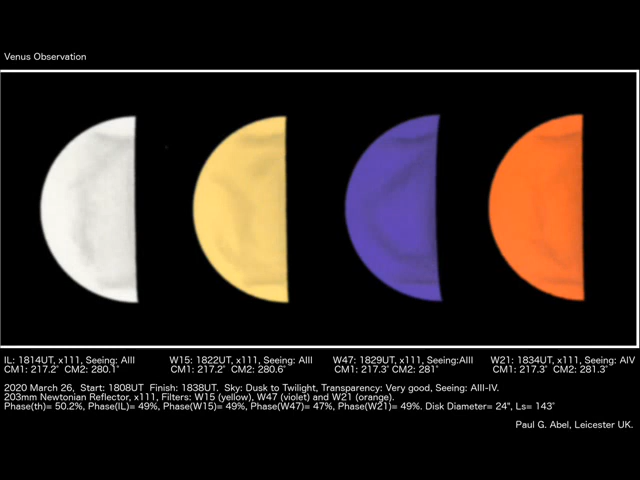 Venus Observation
IL: 1814UT, x111, Seeing: AIII
CM1: 217.2° CM2: 280.1°
W15: 1822UT, x111, Seeing: AIII
CM1: 217.2° CM2: 280.6°
W47: 1829UT, x111, Seeing:AIII
CM1: 217.3° CM2: 281°
W21: 1834UT, x111, Seeing: AIV
CM1: 217.3° CM2: 281.3°
2020 March 26, Start: 1808UT Finish: 1838UT. Sky: Dusk to Twilight, Transparency: Very good, Seeing: AIII-IV.
203mm Newtonian Reflector, x111, Filters: W15 (yellow), W47 (violet) and W21 (orange).
Phase(th)= 50.2%, Phase(IL)= 49%, Phase(W15)= 49%, Phase(W47)= 47%, Phase(W21)= 49%. Disk Diameter= 24", Ls= 143°
Paul G. Abel, Leicester UK.